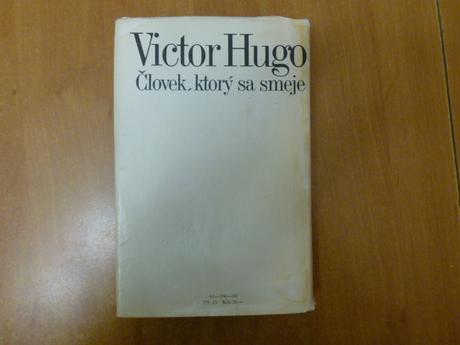 Victor Hugo
Človek, ktorý sa smeje